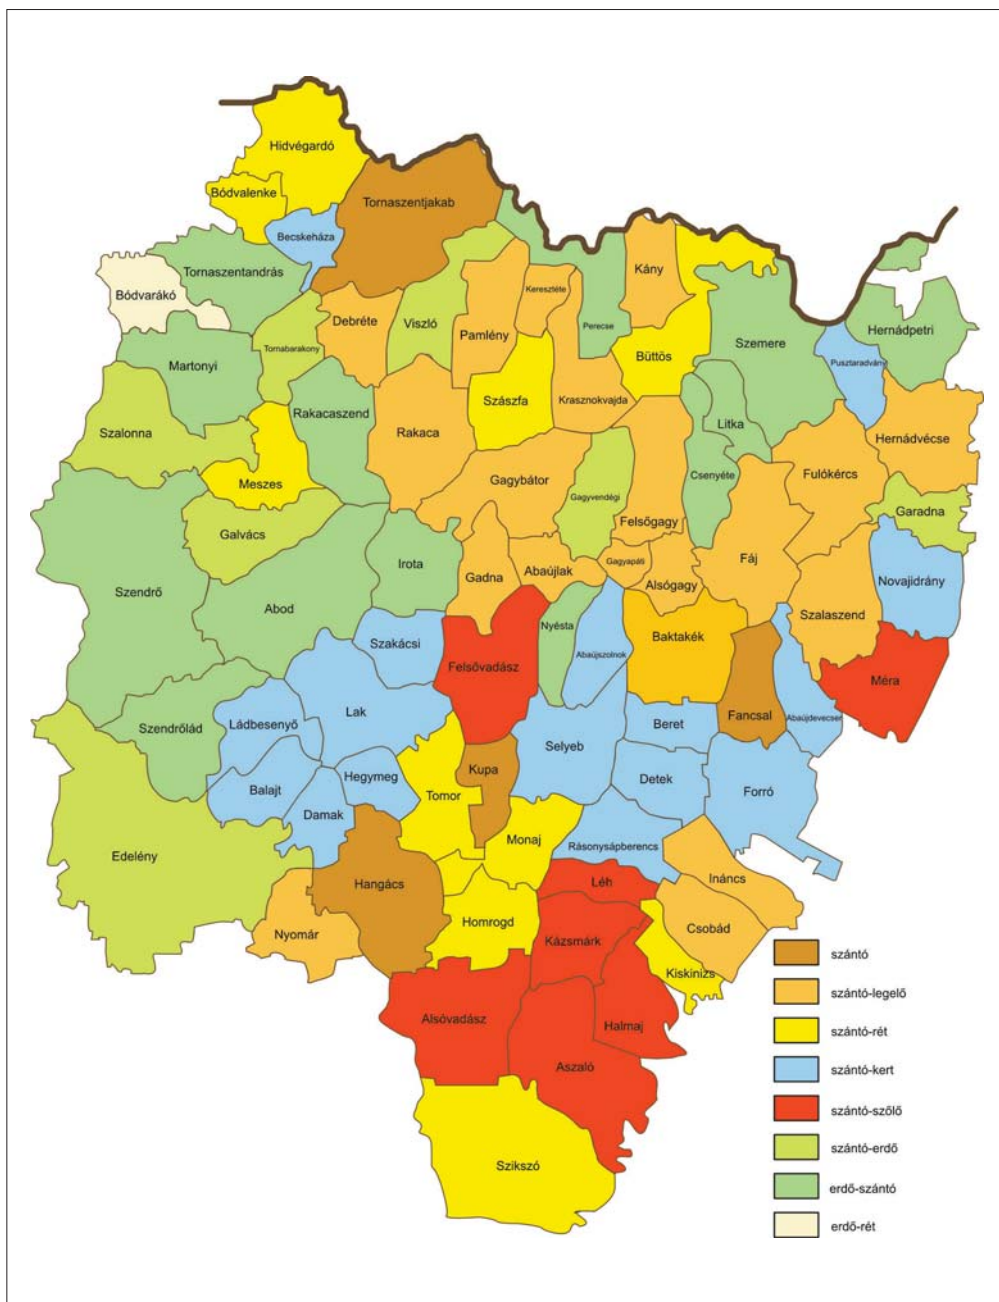 Hidvégardó
Bódvalenke
Tornaszentjakab
Becskeháza
Tornaszentandrás
Bódvarákó
Kány
Keresztéte
Debréte
Viszló
Pamlény
Perecse
Hernádpetri
Szemere
Büttös
Tornabarakony
Martonyi
Pusztaradvány
Szászfa
Krasznokvajda
Rakacaszend
Rakaca
Szalonna
Litka
Hernádvécse
Fulókércs
Csenyéte
Gagybátor
Meszes
Gagyvendégi
Garadna
Felsőgagy
Galvács
Irota
Abaújlak
Gagyapáti
Fáj
Gadna
Alsógagy
Novajidrány
Szendrő
Abod
Szalaszend
Nyésta
Baktakék
Szakácsi
Abaújszolnok
Felsővadász
Méra
Fancsal
Abaújdevecser
Lak
Ládbesenyő
Szendrőlád
Beret
Selyeb
Kupa
Hegymeg
Detek
Balajt
Forró
Tomor
Damak
Monaj
Rásonysápberencs
Edelény
Ináncs
Léh
Hangács
Homrogd
Csobád
Nyomár
Kázsmárk
Kiskinizs
Alsóvadász
Halmaj
Aszaló
Szikszó
szántó
szántó-legelő
szántó-rét
szántó-kert
szántó-szőlő
szántó-erdő
erdő-szántó
erdő-rét